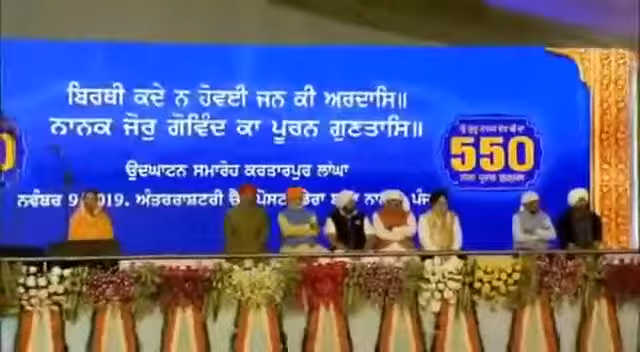 ਬਿਰਥੀ ਕਦੇ ਨ ਹੋਵਈ ਜਨ ਕੀ ਅਰਦਾਸਿ॥
ਨਾਨਕ ਜੋਰੁ ਗੋਵਿੰਦ ਕਾ ਪੂਰਨ ਗੁਣਤਾਸਿ॥
ਉਦਘਾਟਨ ਸਮਾਰੋਹ ਕਰਤਾਰਪੁਰ ਲਾਂਘਾ
ਨਵੰਬਰ 9 2019, ਅੰਤਰਰਾਸ਼ਟਰੀ ਪੋਸਟ ਬਾਬਾ
550